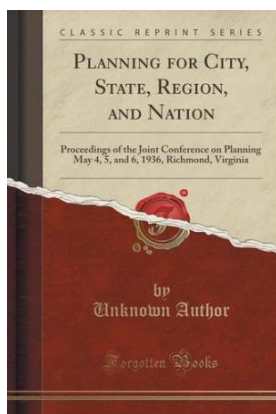 CLASSIC REPRINT SERIES
PLANNING FOR CITY,
STATE, REGION,
AND NATION
Proceedings of the Joint Conference on Planning
May 4, 5, and 6, 1936, Richmond, Virginia
by
Unknown Author
Forgotten Books